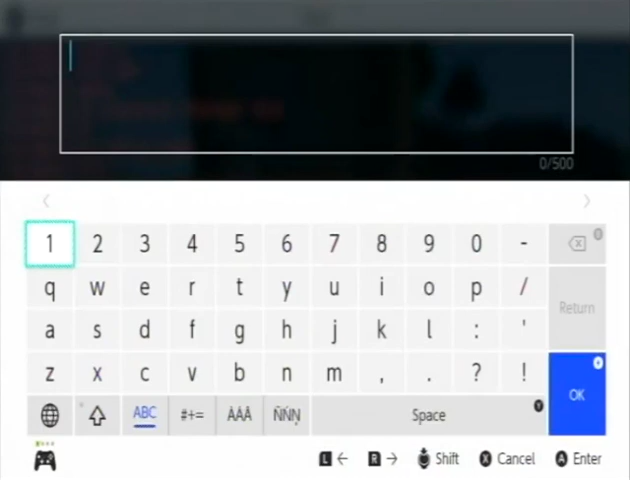 0/500
1 2 3 4 5 6 7 8 9 0 -
q w e r t y u i o p /
Return
a s d f g h j k l : '
z x c v b n m , . ? !
OK
ABC #+= ÀÁÂ ÑŃŅ Space Y
L ← R → Shift X Cancel A Enter